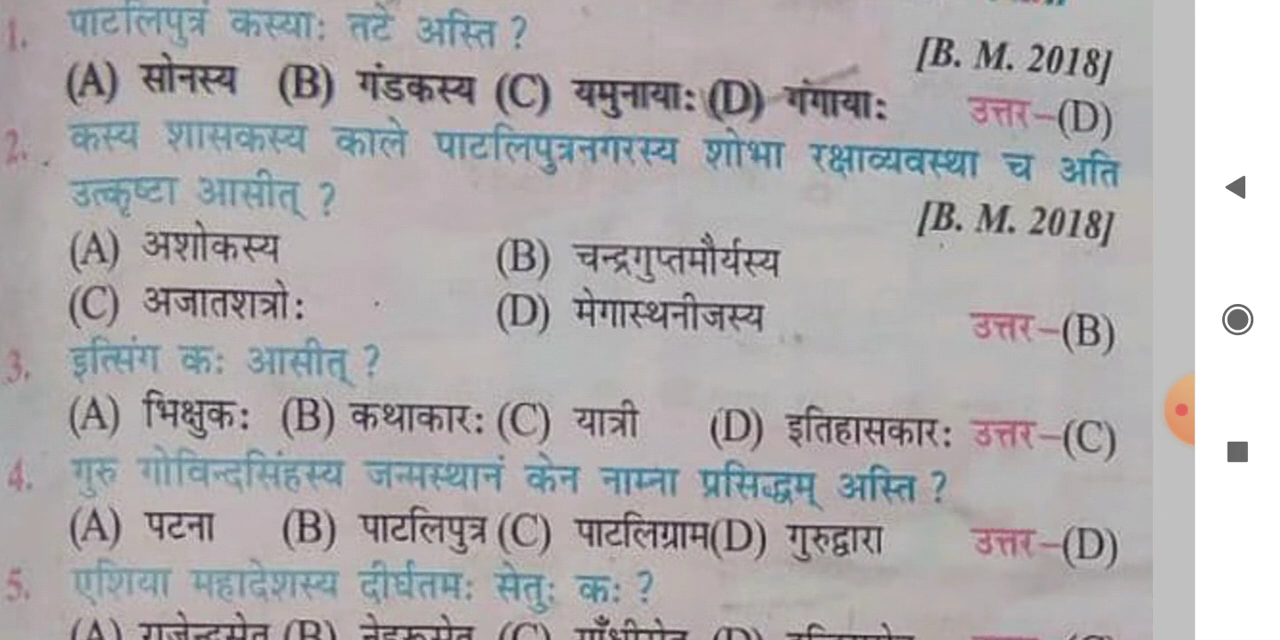 1. पाटलिपुत्रं कस्याः तटे अस्ति ?
[B. M. 2018]
(A) सोनस्य (B) गंडकस्य (C) यमुनायाः (D) गंगायाः उत्तर–(D)
2. कस्य शासकस्य काले पाटलिपुत्रनगरस्य शोभा रक्षाव्यवस्था च अति
उत्कृष्टा आसीत् ?
[B. M. 2018]
(A) अशोकस्य (B) चन्द्रगुप्तमौर्यस्य
(C) अजातशत्रोः (D) मेगास्थनीजस्य उत्तर–(B)
3. इत्सिंग कः आसीत् ?
(A) भिक्षुकः (B) कथाकारः (C) यात्री (D) इतिहासकारः उत्तर–(C)
4. गुरु गोविन्दसिंहस्य जन्मस्थानं केन नाम्ना प्रसिद्धम् अस्ति ?
(A) पटना (B) पाटलिपुत्र (C) पाटलिग्राम (D) गुरुद्वारा उत्तर–(D)
5. एशिया महादेशस्य दीर्घतमः सेतुः कः ?
(A) (B) (C) (D)